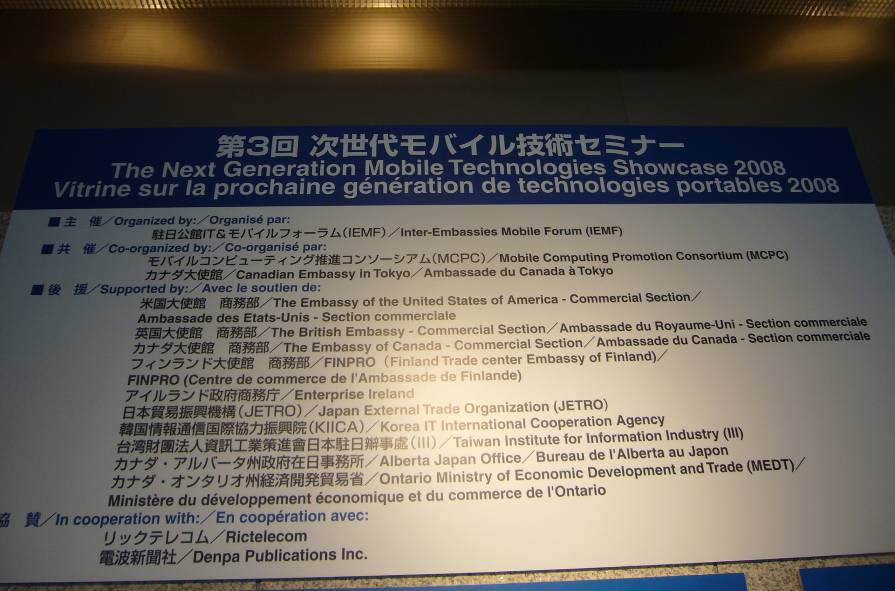 第3回 次世代モバイル技術セミナー
The Next Generation Mobile Technologies Showcase 2008
Vitrine sur la prochaine génération de technologies portables 2008
■ 主 催／Organized by:／Organisé par:
駐日公館IT&モバイルフォーラム(IEMF)／Inter-Embassies Mobile Forum (IEMF)
■ 共 催／Co-organized by:／Co-organisé par:
モバイルコンピューティング推進コンソーシアム(MCPC)／Mobile Computing Promotion Consortium (MCPC)
カナダ大使館／Canadian Embassy in Tokyo／Ambassade du Canada à Tokyo
■ 後 援／Supported by:／Avec le soutien de:
米国大使館 商務部／The Embassy of the United States of America - Commercial Section／
Ambassade des Etats-Unis - Section commerciale
英国大使館 商務部／The British Embassy - Commercial Section／Ambassade du Royaume-Uni - Section commerciale
カナダ大使館 商務部／The Embassy of Canada - Commercial Section／Ambassade du Canada - Section commerciale
フィンランド大使館 商務部／FINPRO (Finland Trade center Embassy of Finland)／
FINPRO (Centre de commerce de l'Ambassade de Finlande)
アイルランド政府商務庁／Enterprise Ireland
日本貿易振興機構(JETRO)／Japan External Trade Organization (JETRO)
韓国情報通信国際協力振興院(KIICA)／Korea IT International Cooperation Agency
台湾財團法人資訊工業策進會日本駐日辦事處(III)／Taiwan Institute for Information Industry (III)
カナダ・アルバータ州政府在日事務所／Alberta Japan Office／Bureau de l'Alberta au Japon
カナダ・オンタリオ州経済開発貿易省／Ontario Ministry of Economic Development and Trade (MEDT)／
Ministère du développement économique et du commerce de l'Ontario
協 賛／In cooperation with:／En coopération avec:
リックテレコム／Rictelecom
電波新聞社／Denpa Publications Inc.